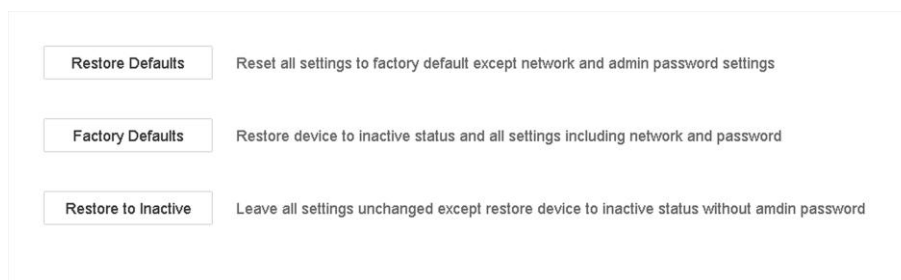 Restore Defaults Reset all settings to factory default except network and admin password settings
Factory Defaults Restore device to inactive status and all settings including network and password
Restore to Inactive Leave all settings unchanged except restore device to inactive status without amdin password